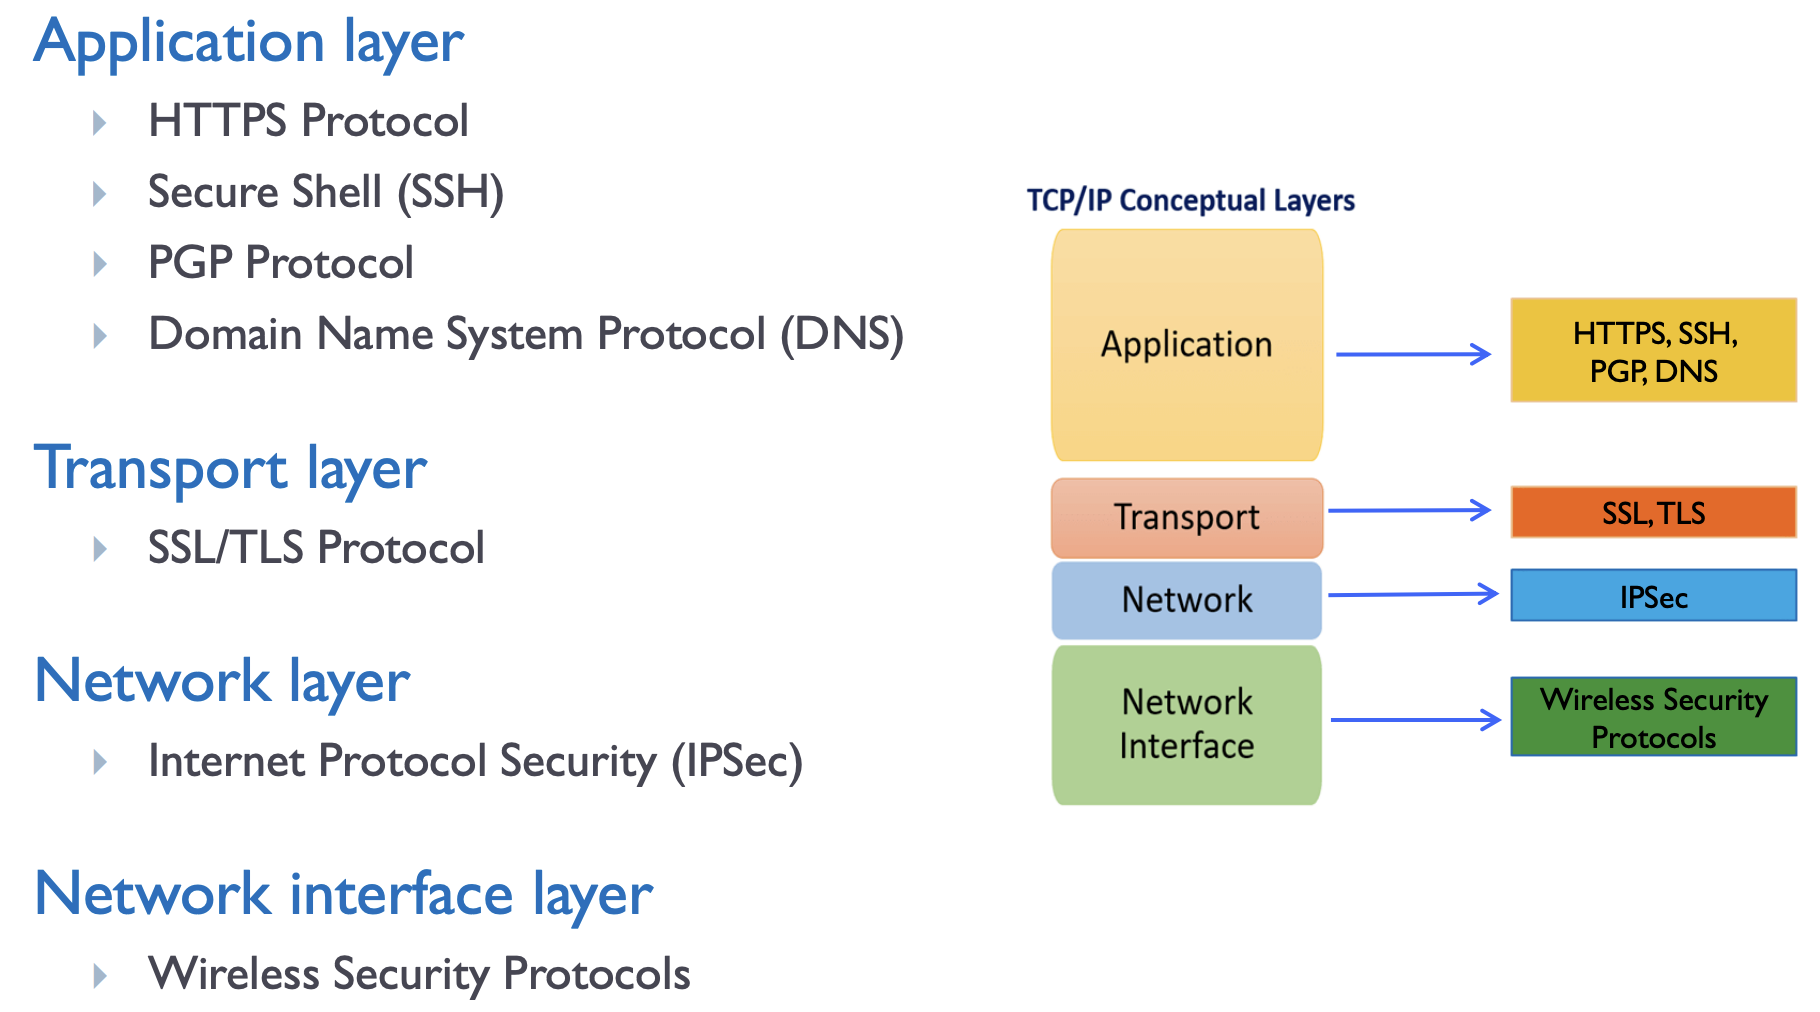 Application layer
HTTPS Protocol
Secure Shell (SSH)
PGP Protocol
Domain Name System Protocol (DNS)
Transport layer
SSL/TLS Protocol
Network layer
Internet Protocol Security (IPSec)
Network interface layer
Wireless Security Protocols
TCP/IP Conceptual Layers
Application
HTTPS, SSH,
PGP, DNS
Transport
SSL, TLS
Network
IPSec
Network
Interface
Wireless Security
Protocols